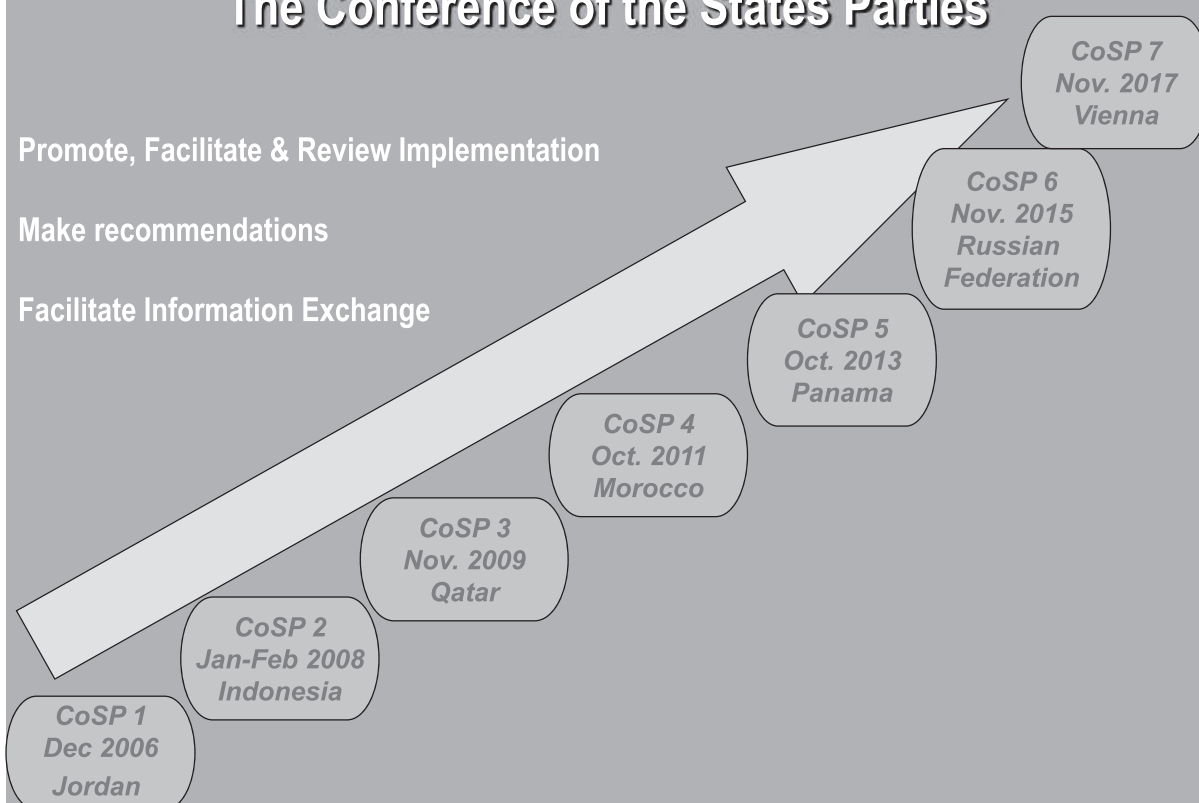 The Conference of the States Parties
Promote, Facilitate & Review Implementation
Make recommendations
Facilitate Information Exchange
CoSP 7
Nov. 2017
Vienna
CoSP 6
Nov. 2015
Russian
Federation
CoSP 5
Oct. 2013
Panama
CoSP 4
Oct. 2011
Morocco
CoSP 3
Nov. 2009
Qatar
CoSP 2
Jan-Feb 2008
Indonesia
CoSP 1
Dec 2006
Jordan